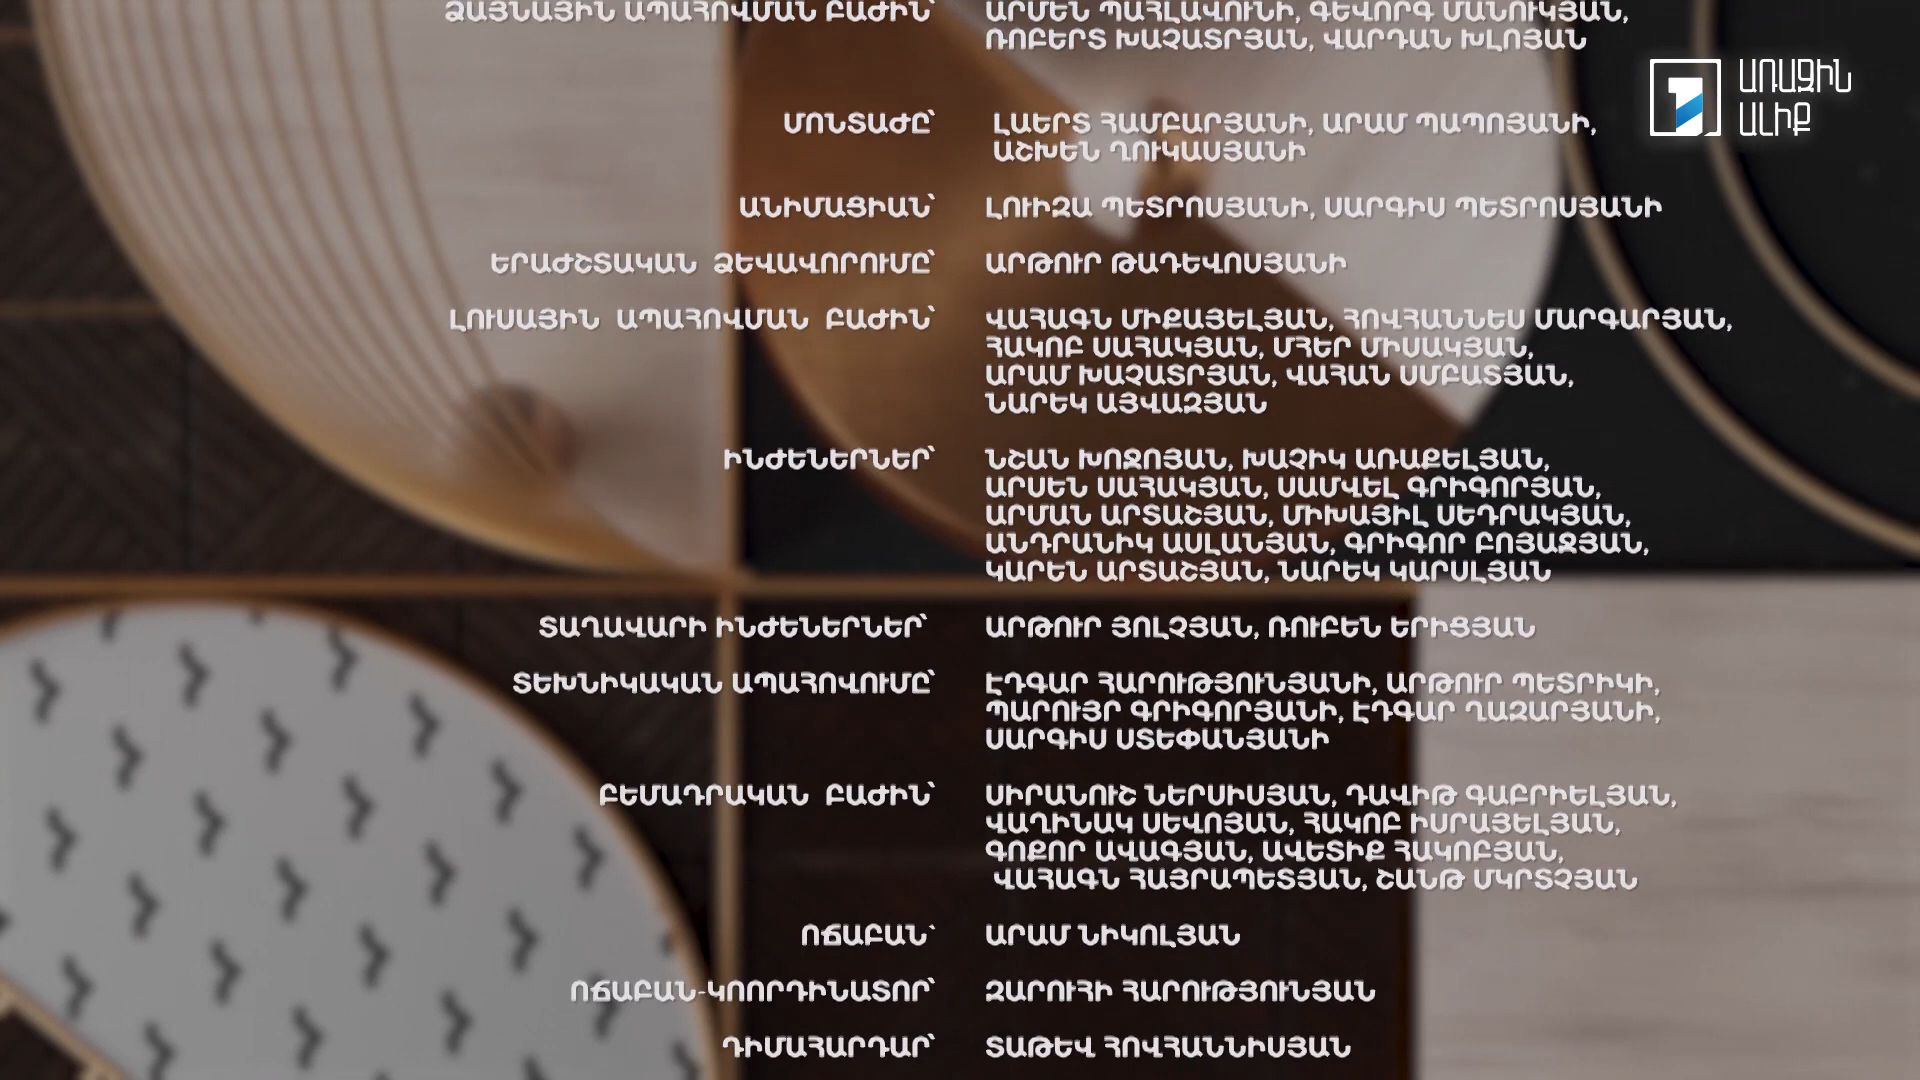 ՁԱՅՆԱՅԻՆ ԱՊԱՀՈՎՄԱՆ ԲԱԺԻՆ՝ ԱՐՄԵՆ ՊԱՀԼԱՎՈՒՆԻ, ԳԵՎՈՐԳ ՄԱՆՈՒԿՅԱՆ,
ՌՈԲԵՐՏ ԽԱՉԱՏՐՅԱՆ, ՎԱՐԴԱՆ ԽԼՈՅԱՆ
ԱՌԱՋԻՆ
ԱԼԻՔ
ՄՈՆՏԱԺԸ՝ ԼԱԵՐՏ ՀԱՄԲԱՐՅԱՆԻ, ԱՐԱՄ ՊԱՊՈՅԱՆԻ,
ԱՇԽԵՆ ՂՈՒԿԱՍՅԱՆԻ
ԱՆԻՄԱՑԻԱՆ՝ ԼՈՒԻԶԱ ՊԵՏՐՈՍՅԱՆԻ, ՍԱՐԳԻՍ ՊԵՏՐՈՍՅԱՆԻ
ԵՐԱԺՇՏԱԿԱՆ ՁԵՎԱՎՈՐՈՒՄԸ՝ ԱՐԹՈՒՐ ԹԱԴԵՎՈՍՅԱՆԻ
ԼՈՒՍԱՅԻՆ ԱՊԱՀՈՎՄԱՆ ԲԱԺԻՆ՝ ՎԱՀԱԳՆ ՄԻՔԱՅԵԼՅԱՆ, ՀՈՎՀԱՆՆԵՍ ՄԱՐԳԱՐՅԱՆ,
ՀԱԿՈԲ ՍԱՀԱԿՅԱՆ, ՄՀԵՐ ՄԻՍԱԿՅԱՆ,
ԱՐԱՄ ԽԱՉԱՏՐՅԱՆ, ՎԱՀԱՆ ՍՄԲԱՏՅԱՆ,
ՆԱՐԵԿ ԱՅՎԱԶՅԱՆ
ԻՆԺԵՆԵՐՆԵՐ՝ ՆՇԱՆ ԽՈՋՈՅԱՆ, ԽԱՉԻԿ ԱՌԱՔԵԼՅԱՆ,
ԱՐՍԵՆ ՍԱՀԱԿՅԱՆ, ՍԱՄՎԵԼ ԳՐԻԳՈՐՅԱՆ,
ԱՐՄԱՆ ԱՐՏԱՇՅԱՆ, ՄԻԽԱՅԻԼ ՍԵԴՐԱԿՅԱՆ,
ԱՆԴՐԱՆԻԿ ԱՍԼԱՆՅԱՆ, ԳՐԻԳՈՐ ԲՈՅԱՋՅԱՆ,
ԿԱՐԵՆ ԱՐՏԱՇՅԱՆ, ՆԱՐԵԿ ԿԱՐՍԼՅԱՆ
ՏԱՂԱՎԱՐԻ ԻՆԺԵՆԵՐՆԵՐ՝ ԱՐԹՈՒՐ ՅՈԼՉՅԱՆ, ՌՈՒԲԵՆ ԵՐԻՑՅԱՆ
ՏԵԽՆԻԿԱԿԱՆ ԱՊԱՀՈՎՈՒՄԸ՝ ԷԴԳԱՐ ՀԱՐՈՒԹՅՈՒՆՅԱՆԻ, ԱՐԹՈՒՐ ՊԵՏՐԻԿԻ,
ՊԱՐՈՒՅՐ ԳՐԻԳՈՐՅԱՆԻ, ԷԴԳԱՐ ՂԱԶԱՐՅԱՆԻ,
ՍԱՐԳԻՍ ՍՏԵՓԱՆՅԱՆԻ
ԲԵՄԱԴՐԱԿԱՆ ԲԱԺԻՆ՝ ՍԻՐԱՆՈՒՇ ՆԵՐՍԻՍՅԱՆ, ԴԱՎԻԹ ԳԱԲՐԻԵԼՅԱՆ,
ՎԱՂԻՆԱԿ ՍԵՎՈՅԱՆ, ՀԱԿՈԲ ԻՍՐԱՅԵԼՅԱՆ,
ԳՈՔՈՐ ԱՎԱԳՅԱՆ, ԱՎԵՏԻՔ ՀԱԿՈԲՅԱՆ,
ՎԱՀԱԳՆ ՀԱՅՐԱՊԵՏՅԱՆ, ՇԱՆԹ ՄԿՐՏՉՅԱՆ
ՈՃԱԲԱՆ՝ ԱՐԱՄ ՆԻԿՈԼՅԱՆ
ՈՃԱԲԱՆ-ԿՈՈՐԴԻՆԱՏՈՐ՝ ԶԱՐՈՒՀԻ ՀԱՐՈՒԹՅՈՒՆՅԱՆ
ԴԻՄԱՀԱՐԴԱՐ՝ ՏԱԹԵՎ ՀՈՎՀԱՆՆԻՍՅԱՆ